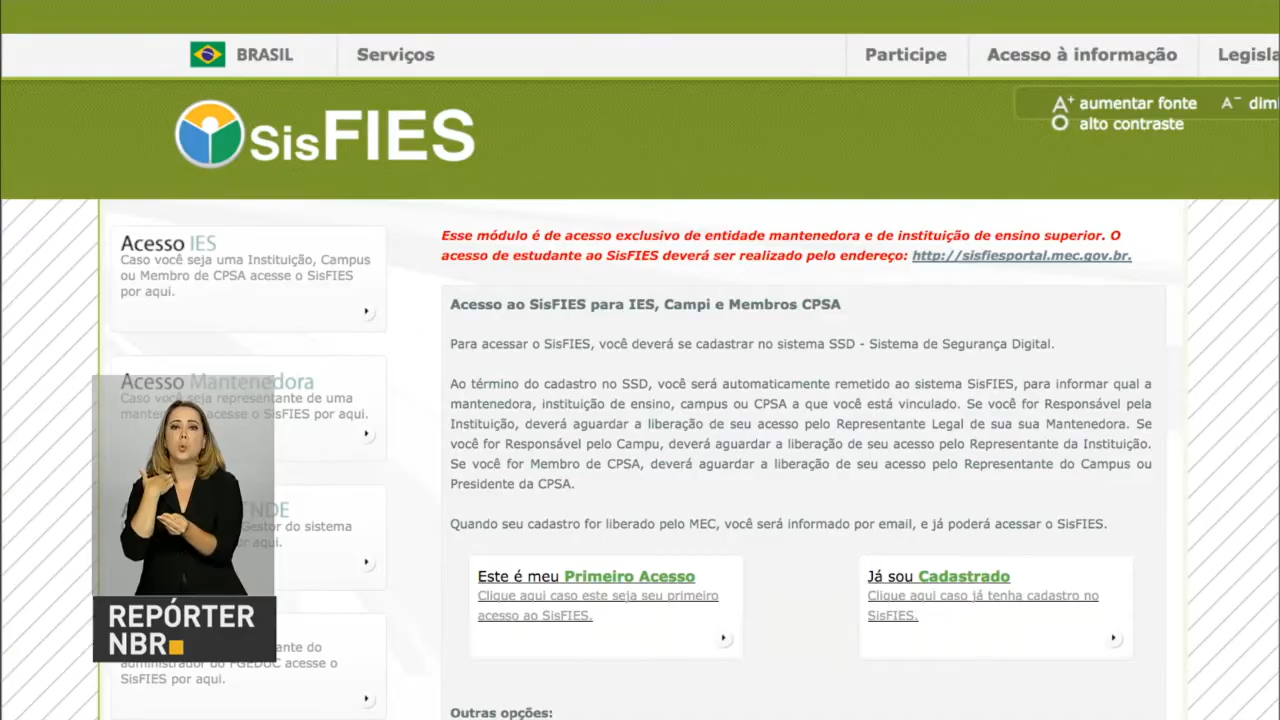 BRASIL
Serviços
Participe
Acesso à informação
Legisla
A+ aumentar fonte
A- dimi
alto contraste
SisFIES
Acesso IES
Caso você seja uma Instituição, Campus
ou Membro de CPSA acesse o SisFIES
por aqui.
Acesso Mantenedora
Caso você seja representante de uma
mantenedora acesse o SisFIES por aqui.
NDE
Gestor do sistema
aqui.
ante do
administrador do FGEDUC acesse o
SisFIES por aqui.
REPÓRTER
NBR
Esse módulo é de acesso exclusivo de entidade mantenedora e de instituição de ensino superior. O
acesso de estudante ao SisFIES deverá ser realizado pelo endereço: http://sisfiesportal.mec.gov.br.
Acesso ao SisFIES para IES, Campi e Membros CPSA
Para acessar o SisFIES, você deverá se cadastrar no sistema SSD - Sistema de Segurança Digital.
Ao término do cadastro no SSD, você será automaticamente remetido ao sistema SisFIES, para informar qual a
mantenedora, instituição de ensino, campus ou CPSA a que você está vinculado. Se você for Responsável pela
Instituição, deverá aguardar a liberação de seu acesso pelo Representante Legal de sua sua Mantenedora. Se
você for Responsável pelo Campu, deverá aguardar a liberação de seu acesso pelo Representante da Instituição.
Se você for Membro de CPSA, deverá aguardar a liberação de seu acesso pelo Representante do Campus ou
Presidente da CPSA.
Quando seu cadastro for liberado pelo MEC, você será informado por email, e já poderá acessar o SisFIES.
Este é meu Primeiro Acesso
Clique aqui caso este seja seu primeiro
acesso ao SisFIES.
Já sou Cadastrado
Clique aqui caso já tenha cadastro no
SisFIES.
Outras opções: